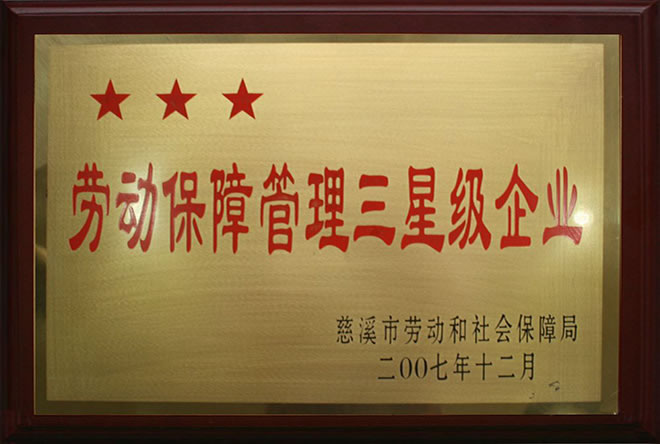 劳动保障管理三星级企业
慈溪市劳动和社会保障局
二00七年十二月